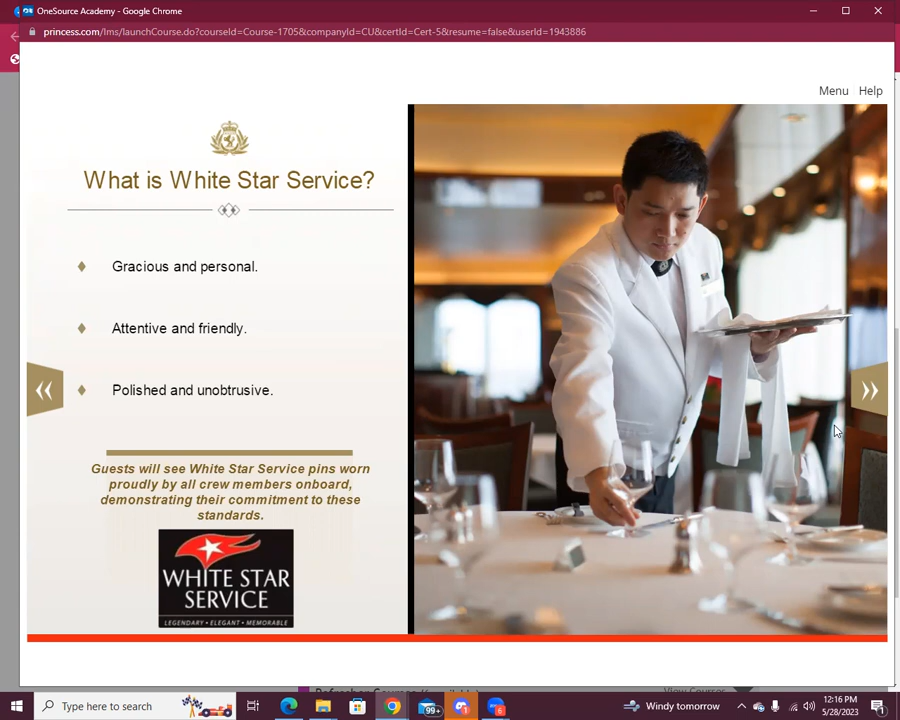 OneSource Academy - Google Chrome
princess.com/lms/launchCourse.do?courseId=Course-1705&companyId=CU&certId=Cert-5&resume=false&userId=1943886
Menu Help
What is White Star Service?
Gracious and personal.
Attentive and friendly.
Polished and unobtrusive.
Guests will see White Star Service pins worn
proudly by all crew members onboard,
demonstrating their commitment to these
standards.
WHITE STAR
SERVICE
LEGENDARY • ELEGANT • MEMORABLE
View Courses
Type here to search
99+
6
Windy tomorrow
12:16 PM
5/28/2023